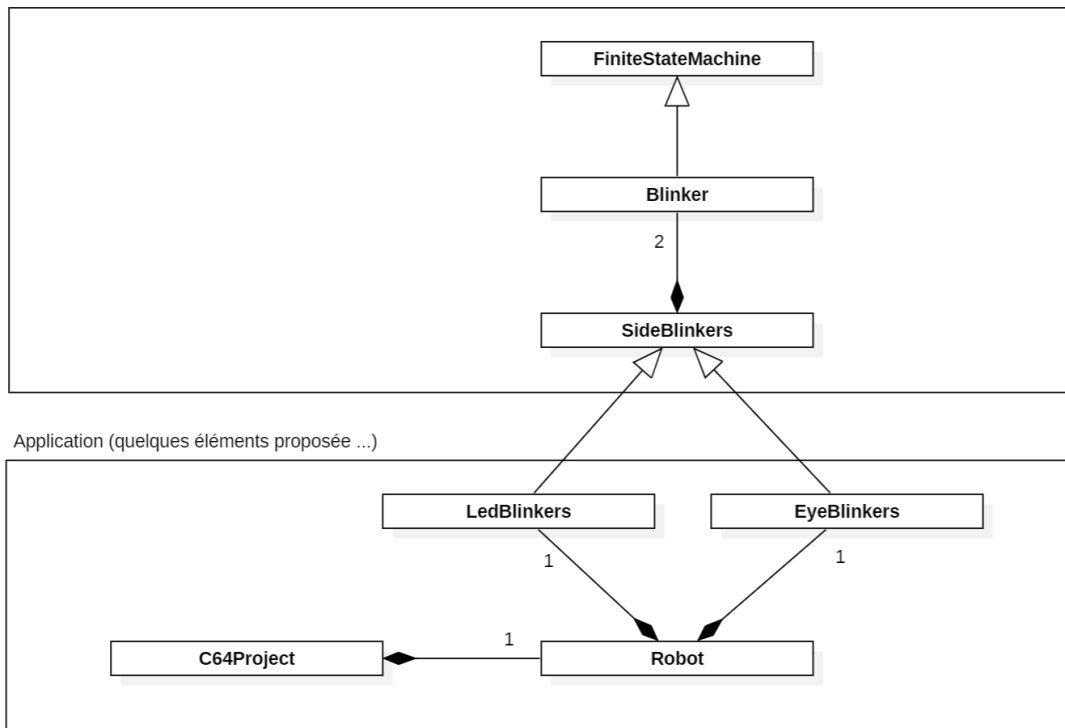 FiniteStateMachine
Blinker
2
SideBlinkers
Application (quelques éléments proposée ...)
LedBlinkers
EyeBlinkers
1
1
1
C64Project
Robot